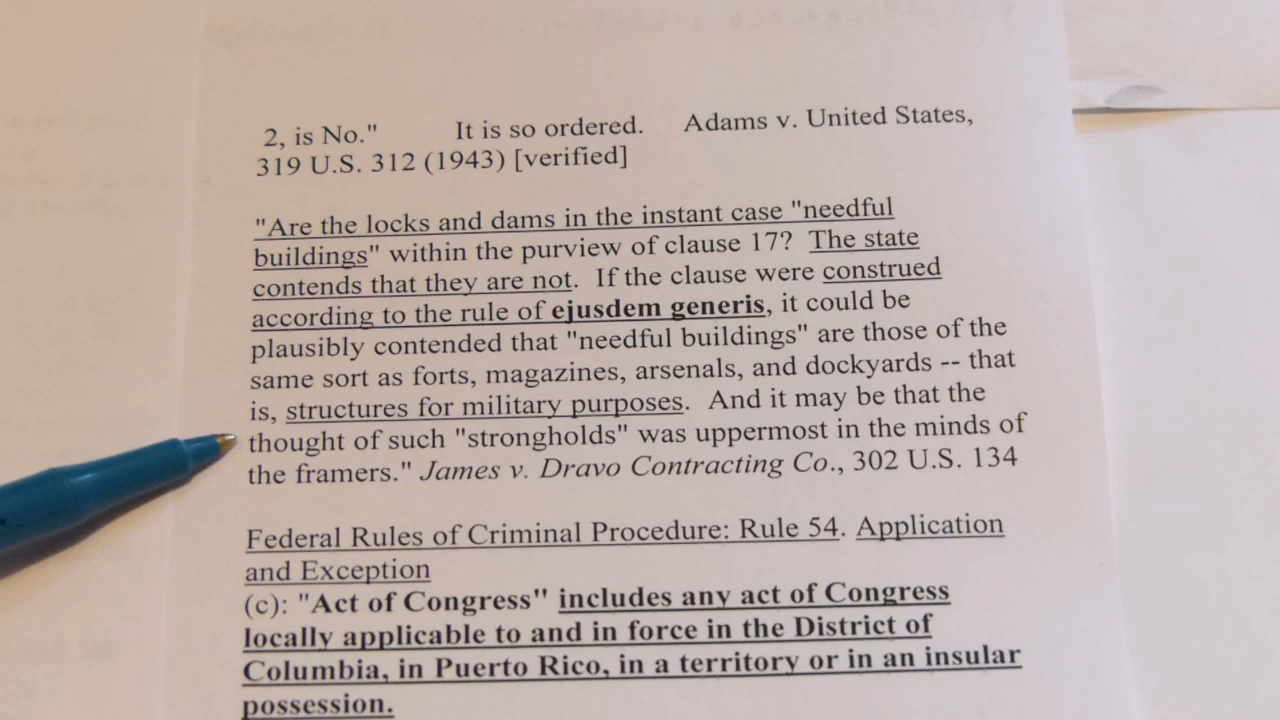 2, is No." It is so ordered. Adams v. United States,
319 U.S. 312 (1943) [verified]
"Are the locks and dams in the instant case "needful
buildings" within the purview of clause 17? The state
contends that they are not. If the clause were construed
according to the rule of ejusdem generis, it could be
plausibly contended that "needful buildings" are those of the
same sort as forts, magazines, arsenals, and dockyards -- that
is, structures for military purposes. And it may be that the
thought of such "strongholds" was uppermost in the minds of
the framers." James v. Dravo Contracting Co., 302 U.S. 134
Federal Rules of Criminal Procedure: Rule 54. Application
and Exception
(c): "Act of Congress" includes any act of Congress
locally applicable to and in force in the District of
Columbia, in Puerto Rico, in a territory or in an insular
possession.